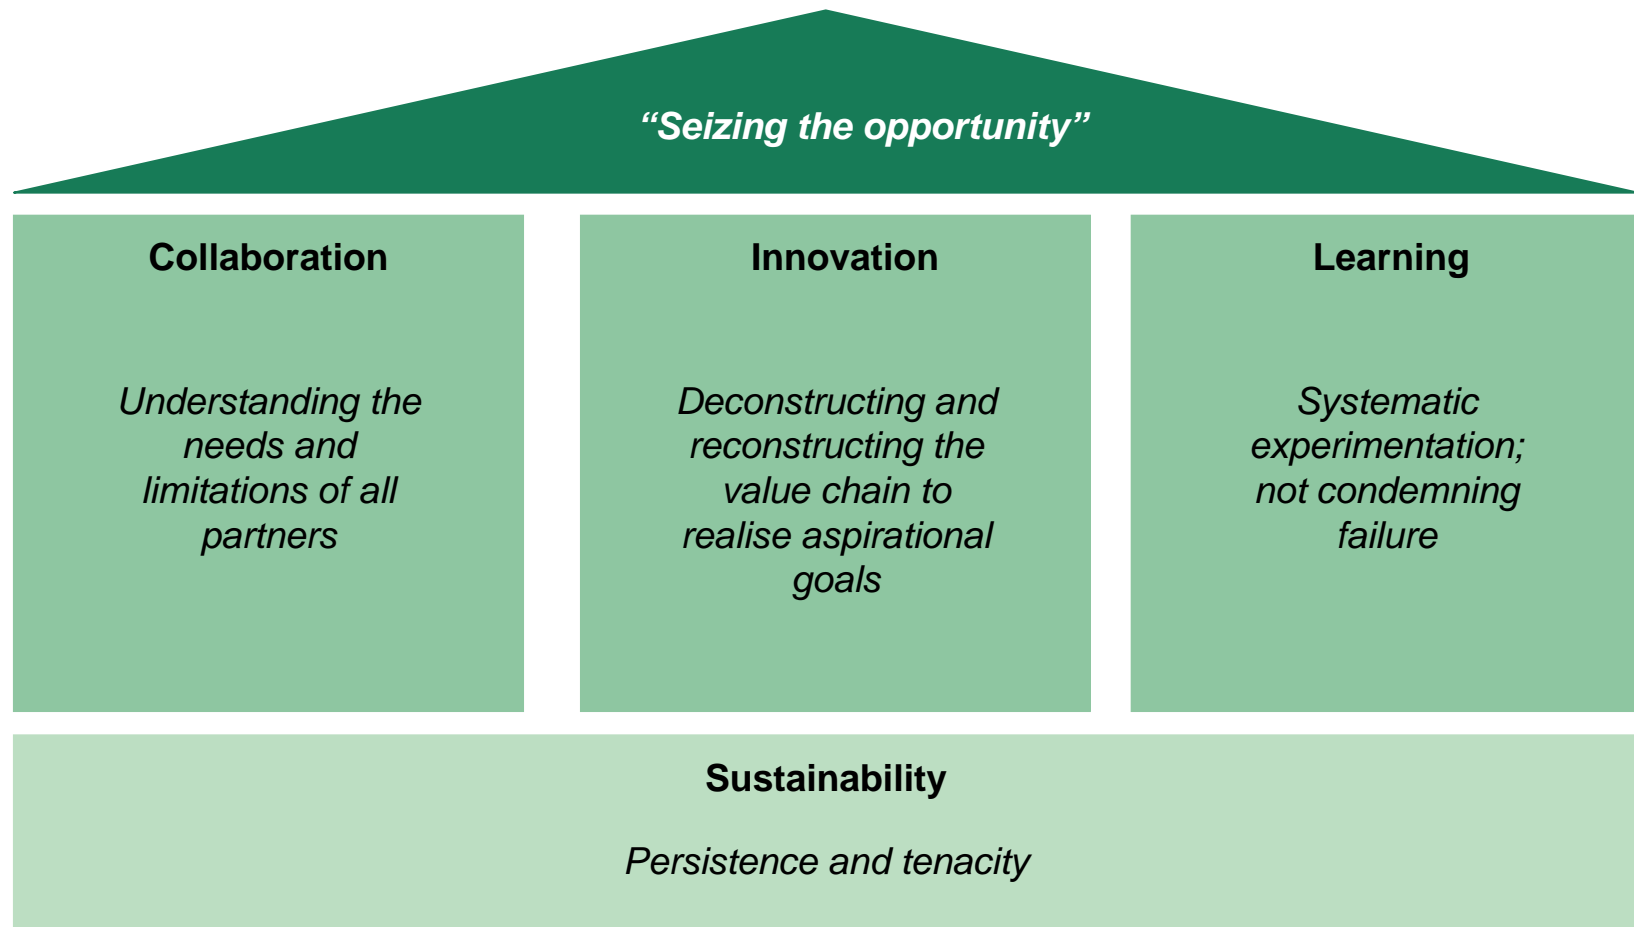 “Seizing the opportunity”
Collaboration
Understanding the
needs and
limitations of all
partners
Innovation
Deconstructing and
reconstructing the
value chain to
realise aspirational
goals
Learning
Systematic
experimentation;
not condemning
failure
Sustainability
Persistence and tenacity